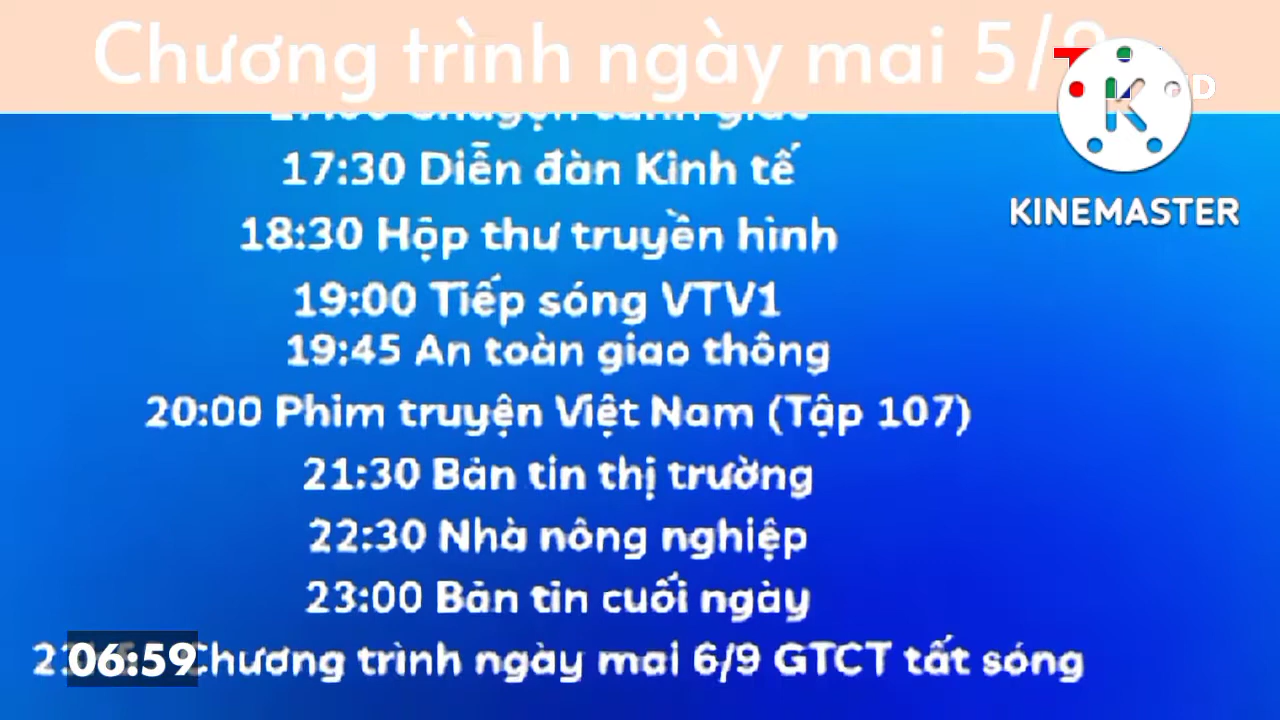 Chương trình ngày mai 5/9
KINEMASTER
17:30 Diễn đàn Kinh tế
18:30 Hộp thư truyền hình
19:00 Tiếp sóng VTV1
19:45 An toàn giao thông
20:00 Phim truyện Việt Nam (Tập 107)
21:30 Bản tin thị trường
22:30 Nhà nông nghiệp
23:00 Bản tin cuối ngày
06:59
Chương trình ngày mai 6/9 GTCT tất sóng